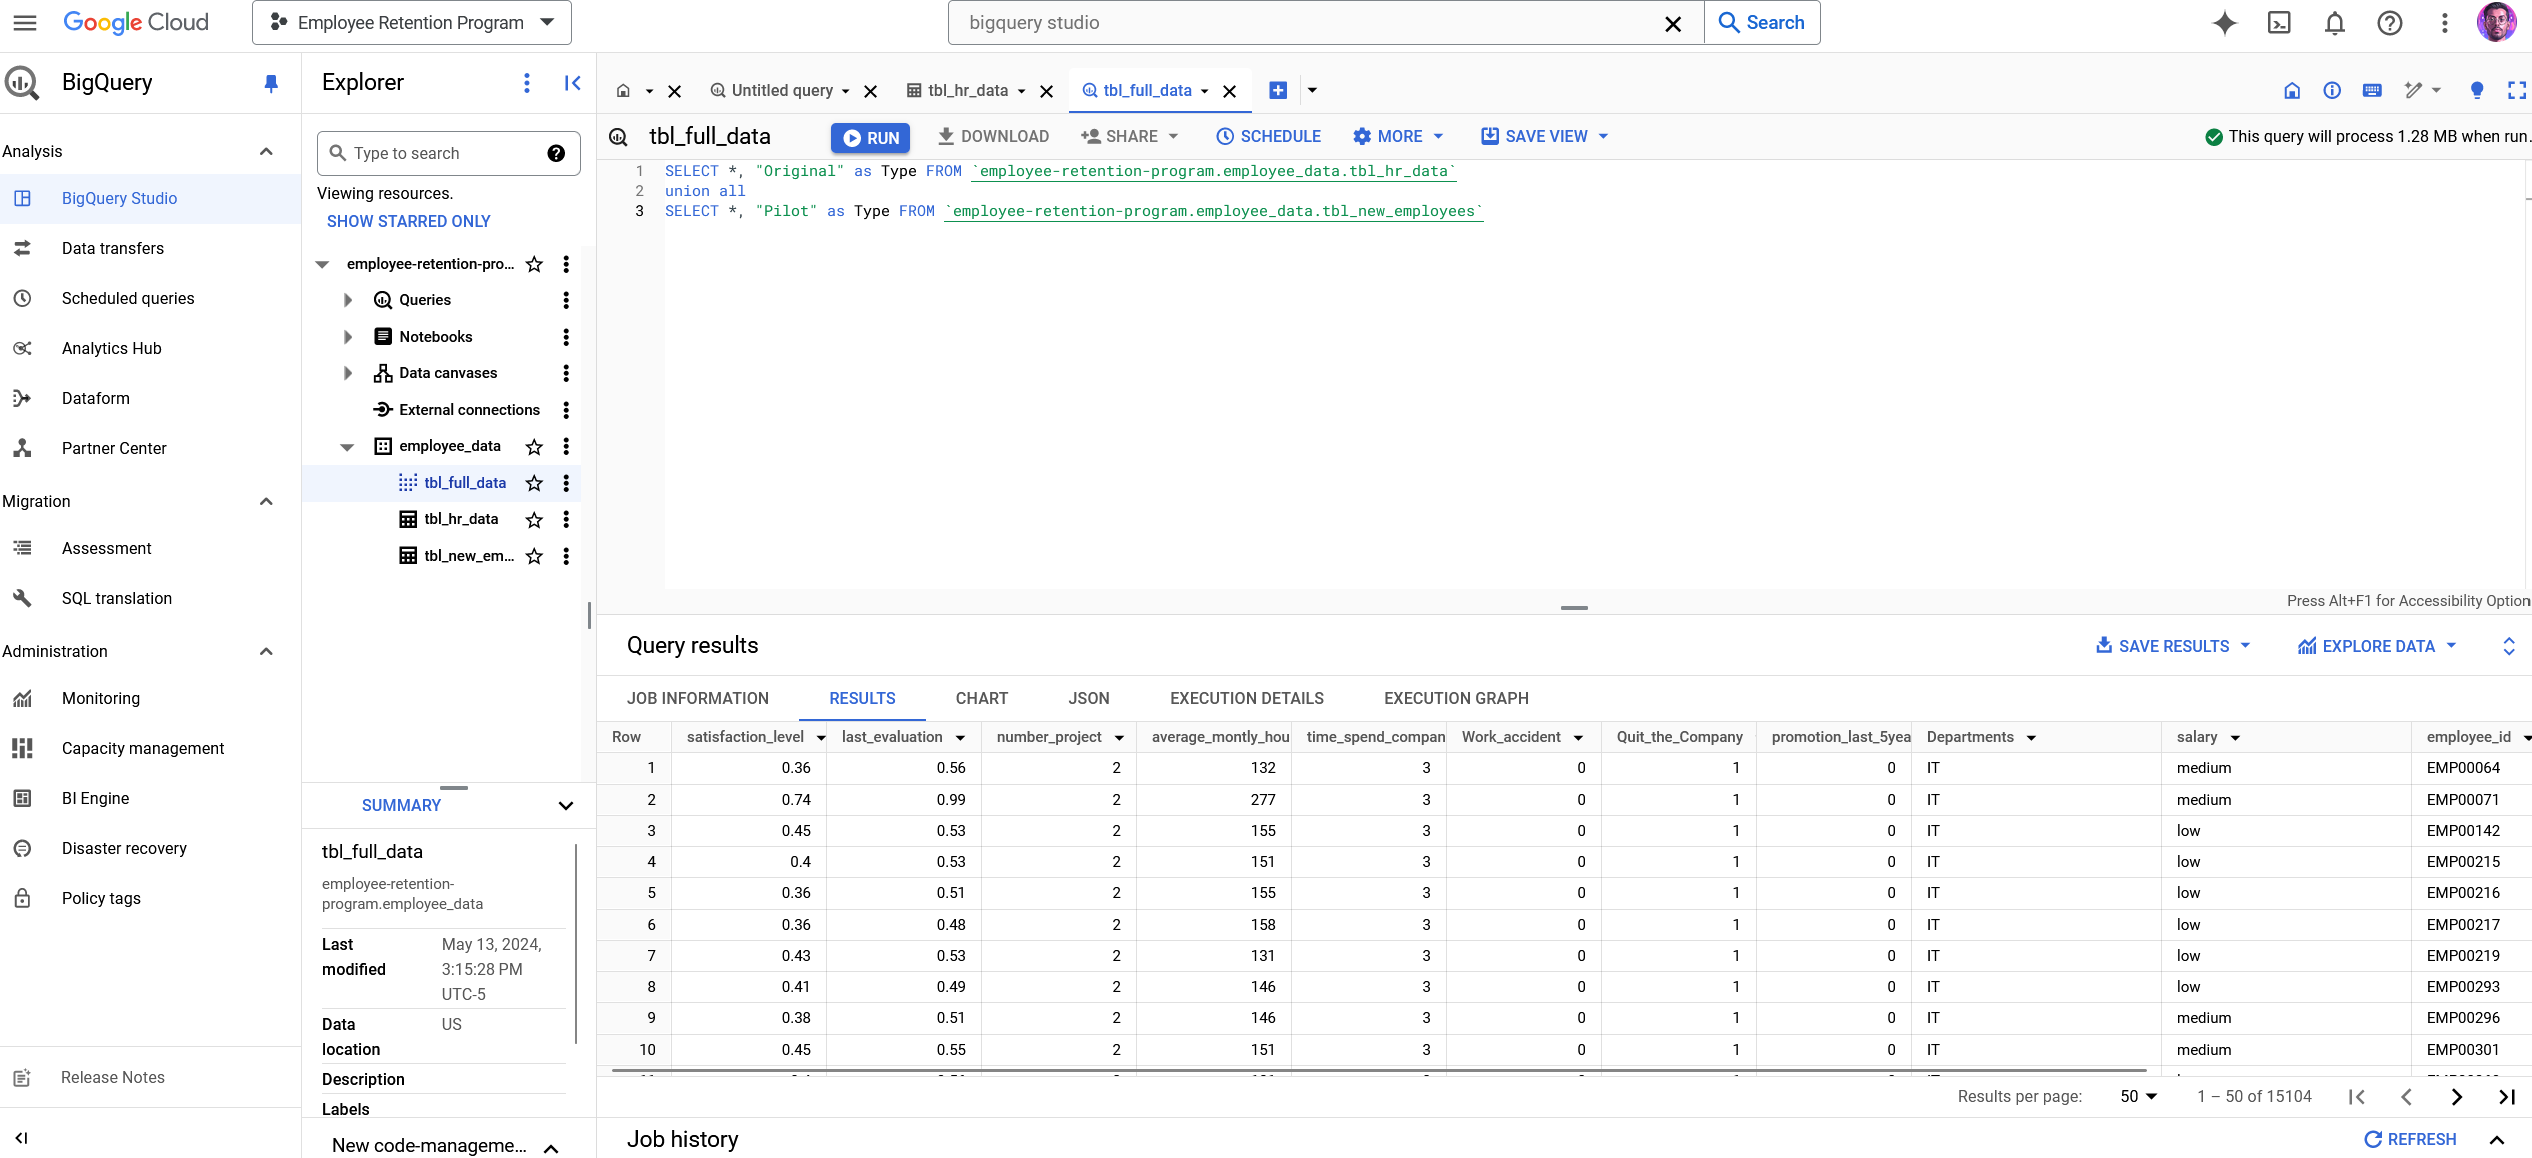 Google Cloud
Employee Retention Program
bigquery studio
Search
BigQuery
Analysis
BigQuery Studio
Data transfers
Scheduled queries
Analytics Hub
Dataform
Partner Center
Migration
Assessment
SQL translation
Administration
Monitoring
Capacity management
BI Engine
Disaster recovery
Policy tags
Release Notes
Explorer
Type to search
Viewing resources.
SHOW STARRED ONLY
employee-retention-pro...
Queries
Notebooks
Data canvases
External connections
employee_data
tbl_full_data
tbl_hr_data
tbl_new_em...
SUMMARY
tbl_full_data
employee-retention-
program.employee_data
Last modified May 13, 2024, 3:15:28 PM UTC-5
Data location US
Description
Labels
New code-manageme...
Untitled query
tbl_hr_data
tbl_full_data
tbl_full_data
RUN
DOWNLOAD
SHARE
SCHEDULE
MORE
SAVE VIEW
This query will process 1.28 MB when run.
1 SELECT *, "Original" as Type FROM `employee-retention-program.employee_data.tbl_hr_data`
2 union all
3 SELECT *, "Pilot" as Type FROM `employee-retention-program.employee_data.tbl_new_employees`
Press Alt+F1 for Accessibility Option
Query results
SAVE RESULTS
EXPLORE DATA
JOB INFORMATION RESULTS CHART JSON EXECUTION DETAILS EXECUTION GRAPH
Row satisfaction_level last_evaluation number_project average_montly_hou time_spend_compan Work_accident Quit_the_Company promotion_last_5yea Departments salary employee_id
1 0.36 0.56 2 132 3 0 1 0 IT medium EMP00064
2 0.74 0.99 2 277 3 0 1 0 IT medium EMP00071
3 0.45 0.53 2 155 3 0 1 0 IT low EMP00142
4 0.4 0.53 2 151 3 0 1 0 IT low EMP00215
5 0.36 0.51 2 155 3 0 1 0 IT low EMP00216
6 0.36 0.48 2 158 3 0 1 0 IT low EMP00217
7 0.43 0.53 2 131 3 0 1 0 IT low EMP00219
8 0.41 0.49 2 146 3 0 1 0 IT low EMP00293
9 0.38 0.51 2 146 3 0 1 0 IT medium EMP00296
10 0.45 0.55 2 151 3 0 1 0 IT medium EMP00301
Results per page: 50 1 – 50 of 15104
Job history
REFRESH